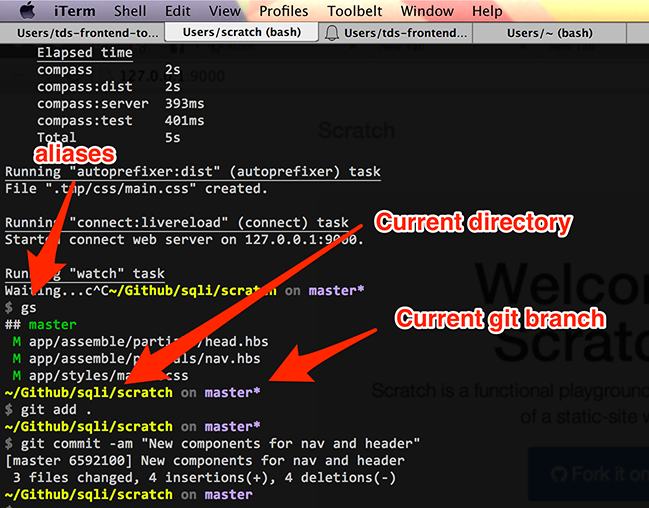 iTerm Shell Edit View Profiles Toolbelt Window Help
Users/tds-frontend-to... Users/scratch (bash) Users/tds-frontend... Users/~ (bash)
Elapsed time
compass 2s
compass:dist 2s
compass:server 393ms
compass:test 401ms
Total 5s
127.0.0.1:9000
Scratch
aliases
Running "autoprefixer:dist" (autoprefixer) task
File ".tmp/css/main.css" created.
Running "connect:livereload" (connect) task
Started connect web server on 127.0.0.1:9000.
Current directory
Running "watch" task
Waiting...c^C~/Github/sqli/scratch on master*
$ gs
## master
M app/assemble/partials/head.hbs
M app/assemble/partials/nav.hbs
M app/styles/main.css
Current git branch
~/Github/sqli/scratch on master*
$ git add .
~/Github/sqli/scratch on master*
$ git commit -am "New components for nav and header"
[master 6592100] New components for nav and header
3 files changed, 4 insertions(+), 4 deletions(-)
~/Github/sqli/scratch on master
Scratch is a functional playground
of a static-site
Fork it on